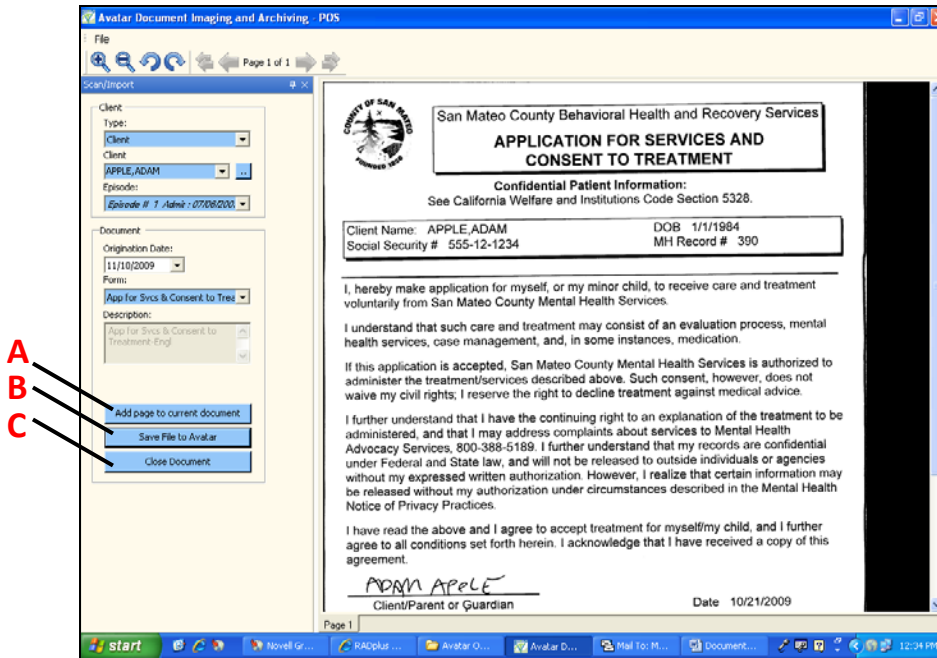 Avatar Document Imaging and Archiving - POS
File
Page 1 of 1
Scan/Import
Client
Type:
Client
Client
APPLE,ADAM
..
Episode:
Episode # 1 Admit : 07/08/200
Document
Origination Date:
11/10/2009
Form:
App for Svcs & Consent to Trea
Description:
App for Svcs & Consent to
Treatment-Engl
A
B
C
Add page to current document
Save File to Avatar
Close Document
COUNTY OF SAN MATEO
FOUNDED 1856
San Mateo County Behavioral Health and Recovery Services
APPLICATION FOR SERVICES AND
CONSENT TO TREATMENT
Confidential Patient Information:
See California Welfare and Institutions Code Section 5328.
Client Name: APPLE,ADAM DOB 1/1/1984
Social Security # 555-12-1234 MH Record # 390
I, hereby make application for myself, or my minor child, to receive care and treatment
voluntarily from San Mateo County Mental Health Services.
I understand that such care and treatment may consist of an evaluation process, mental
health services, case management, and, in some instances, medication.
If this application is accepted, San Mateo County Mental Health Services is authorized to
administer the treatment/services described above. Such consent, however, does not
waive my civil rights; I reserve the right to decline treatment against medical advice.
I further understand that I have the continuing right to an explanation of the treatment to be
administered, and that I may address complaints about services to Mental Health
Advocacy Services, 800-388-5189. I further understand that my records are confidential
under Federal and State law, and will not be released to outside individuals or agencies
without my expressed written authorization. However, I realize that certain information may
be released without my authorization under circumstances described in the Mental Health
Notice of Privacy Practices.
I have read the above and I agree to accept treatment for myself/my child, and I further
agree to all conditions set forth herein. I acknowledge that I have received a copy of this
agreement.
ADAM APPLE
Client/Parent or Guardian Date 10/21/2009
Page 1
start
Novell Gr...
RADplus ...
Avatar O...
Avatar D...
Mail To: M...
Document...
12:34 PM